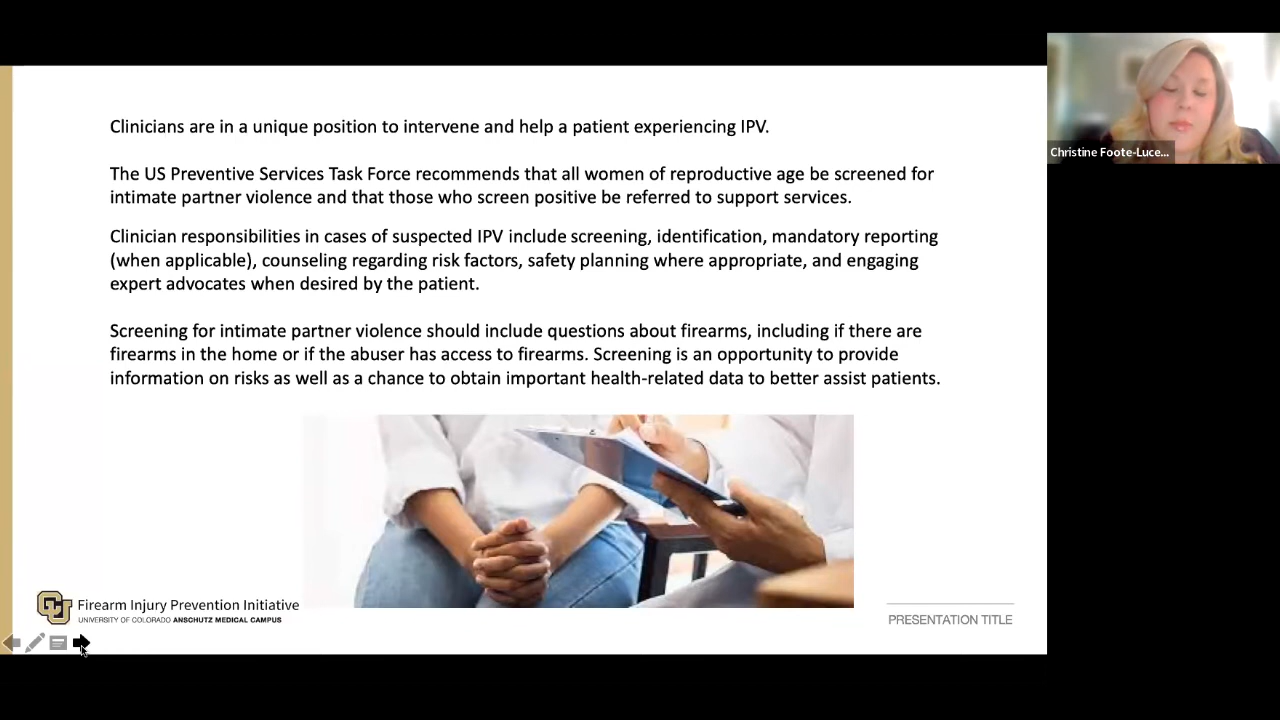 Clinicians are in a unique position to intervene and help a patient experiencing IPV.
The US Preventive Services Task Force recommends that all women of reproductive age be screened for
intimate partner violence and that those who screen positive be referred to support services.
Clinician responsibilities in cases of suspected IPV include screening, identification, mandatory reporting
(when applicable), counseling regarding risk factors, safety planning where appropriate, and engaging
expert advocates when desired by the patient.
Screening for intimate partner violence should include questions about firearms, including if there are
firearms in the home or if the abuser has access to firearms. Screening is an opportunity to provide
information on risks as well as a chance to obtain important health-related data to better assist patients.
Christine Foote-Luce...
CU
Firearm Injury Prevention Initiative
UNIVERSITY OF COLORADO ANSCHUTZ MEDICAL CAMPUS
PRESENTATION TITLE